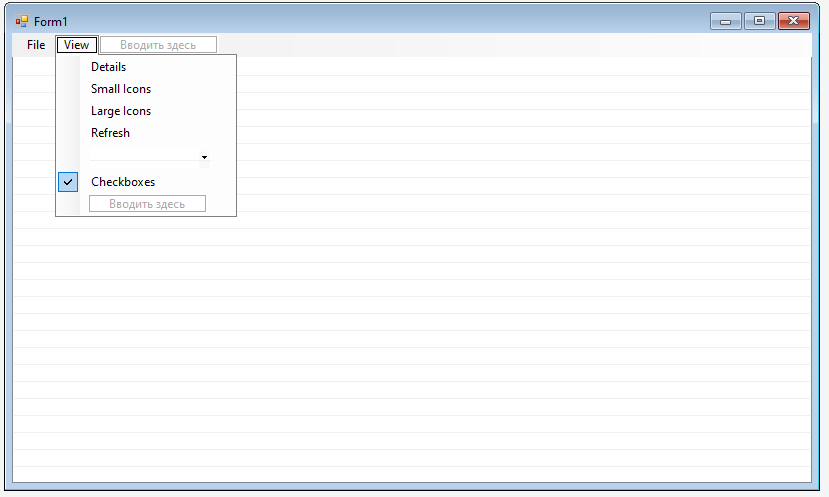 Form1
File View Вводить здесь
Details
Small Icons
Large Icons
Refresh
Checkboxes
Вводить здесь